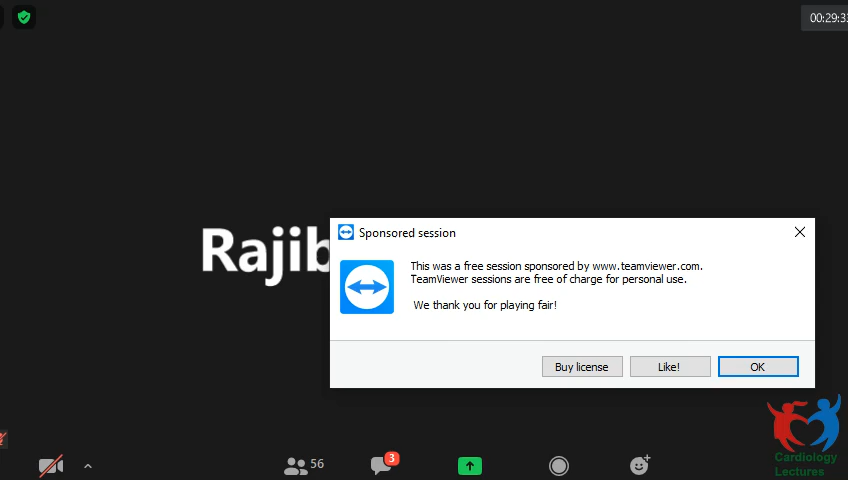 00:29:33
Rajib
Sponsored session
This was a free session sponsored by www.teamviewer.com.
TeamViewer sessions are free of charge for personal use.
We thank you for playing fair!
Buy license
Like!
OK
56
3
Cardiology
Lectures